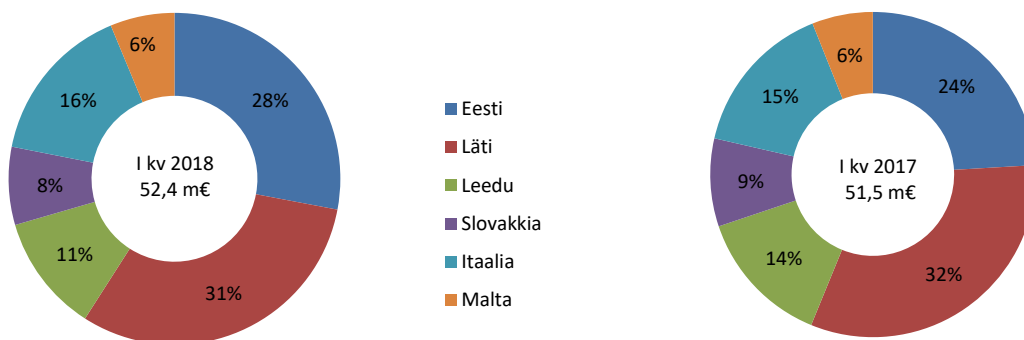 6%
28%
16%
I kv 2018
52,4 m€
8%
11%
31%
Eesti
Läti
Leedu
Slovakkia
Itaalia
Malta
6%
24%
15%
I kv 2017
51,5 m€
9%
14%
32%